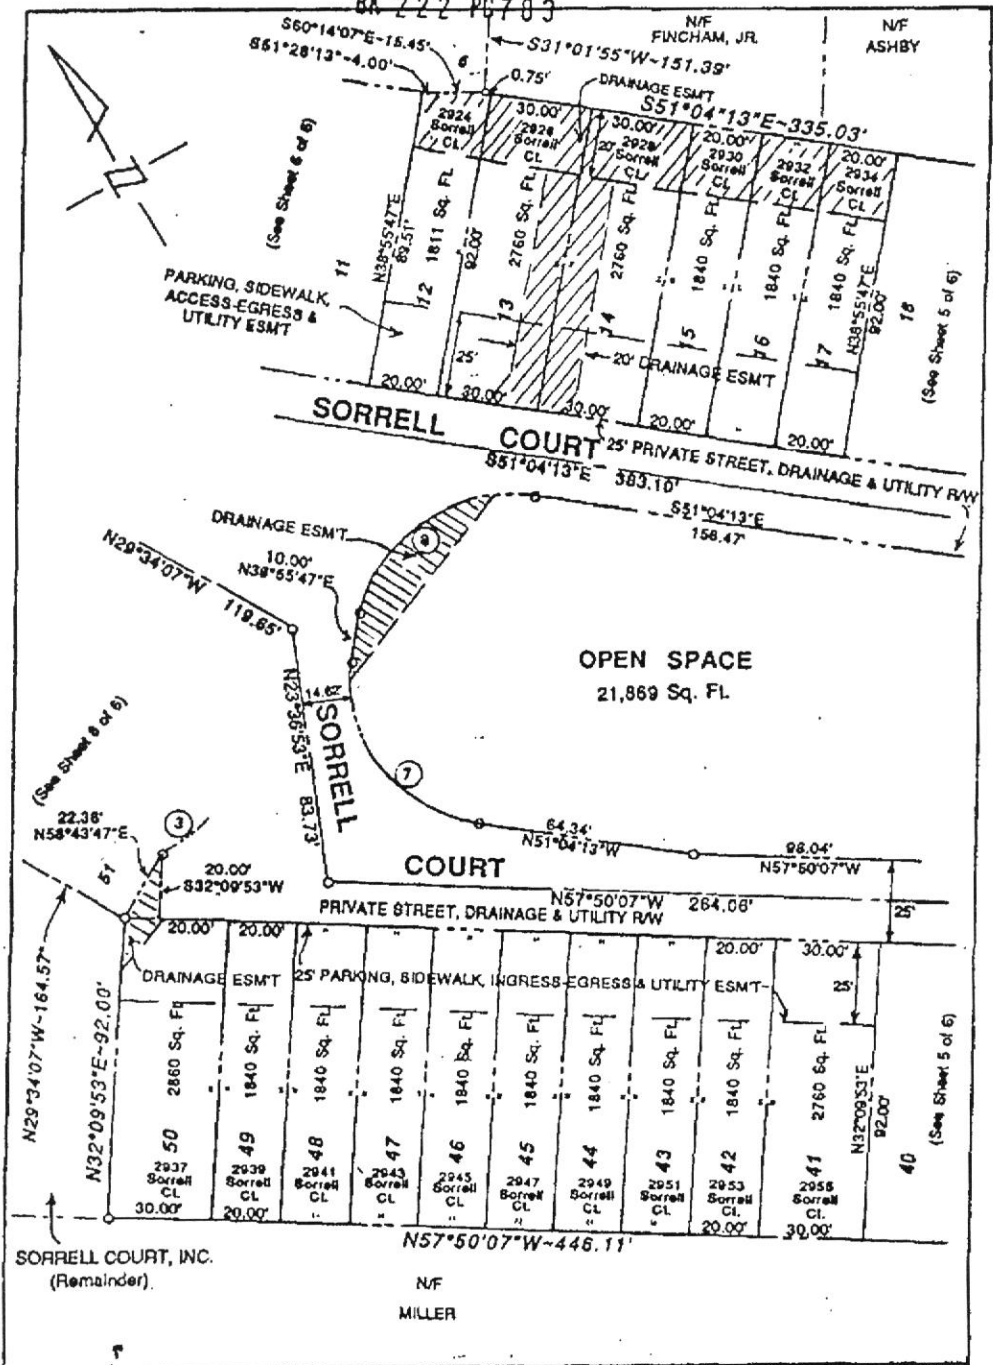 BK 222 PG 703
N/F
FINCHAM, JR.
N/F
ASHBY
S60°14'07"E~15.45'
S51°28'13"~4.00'
6
S31°01'55"W~151.39'
0.75'
DRAINAGE ESM'T
S51°04'13"E~335.03'
2924
Sorrell
Ct.
30.00'
2926
Sorrell
Ct.
30.00'
20'
2928
Sorrell
Ct.
20.00'
2930
Sorrell
Ct.
2932
Sorrell
Ct.
20.00'
2934
Sorrell
Ct.
(See Sheet 6 of 6)
11
N38°55'47"E
89.51'
12
1811 Sq. Ft.
92.00'
13
2760 Sq. Ft.
14
2760 Sq. Ft.
15
1840 Sq. Ft.
16
1840 Sq. Ft.
17
1840 Sq. Ft.
N38°55'47"E
92.00'
18
(See Sheet 5 of 6)
PARKING, SIDEWALK,
ACCESS-EGRESS &
UTILITY ESM'T
25'
20' DRAINAGE ESM'T
20.00'
30.00'
30.00'
20.00'
"
20.00'
SORRELL COURT
25' PRIVATE STREET, DRAINAGE & UTILITY R/W
S51°04'13"E 383.10'
S51°04'13"E
156.47'
DRAINAGE ESM'T
10.00'
N38°55'47"E
N29°34'07"W 119.65'
OPEN SPACE
21,869 Sq. Ft.
14.62'
N23°36'53"E 83.73'
SORRELL
7
(See Sheet 6 of 6)
22.36'
N58°43'47"E
3
51
20.00'
S32°09'53"W
64.34'
N51°04'13"W
98.04'
N57°50'07"W
COURT
N57°50'07"W 264.06'
PRIVATE STREET, DRAINAGE & UTILITY R/W
25'
20.00'
20.00'
"
"
"
"
"
20.00'
30.00'
DRAINAGE ESM'T
25' PARKING, SIDEWALK, INGRESS-EGRESS & UTILITY ESM'T
25'
N29°34'07"W~164.57'
N32°09'53"E~92.00'
2860 Sq. Ft.
1840 Sq. Ft.
1840 Sq. Ft.
1840 Sq. Ft.
1840 Sq. Ft.
1840 Sq. Ft.
1840 Sq. Ft.
1840 Sq. Ft.
1840 Sq. Ft.
2760 Sq. Ft.
N32°09'53"E
92.00'
(See Sheet 5 of 6)
50
49
48
47
46
45
44
43
42
41
40
2937
Sorrell
Ct.
2939
Sorrell
Ct.
2941
Sorrell
Ct.
2943
Sorrell
Ct.
2945
Sorrell
Ct.
2947
Sorrell
Ct.
2949
Sorrell
Ct.
2951
Sorrell
Ct.
2953
Sorrell
Ct.
Sorrell
Ct.
30.00'
20.00'
"
"
"
"
"
"
20.00'
30.00'
N57°50'07"W~446.11'
SORRELL COURT, INC.
(Remainder)
N/F
MILLER